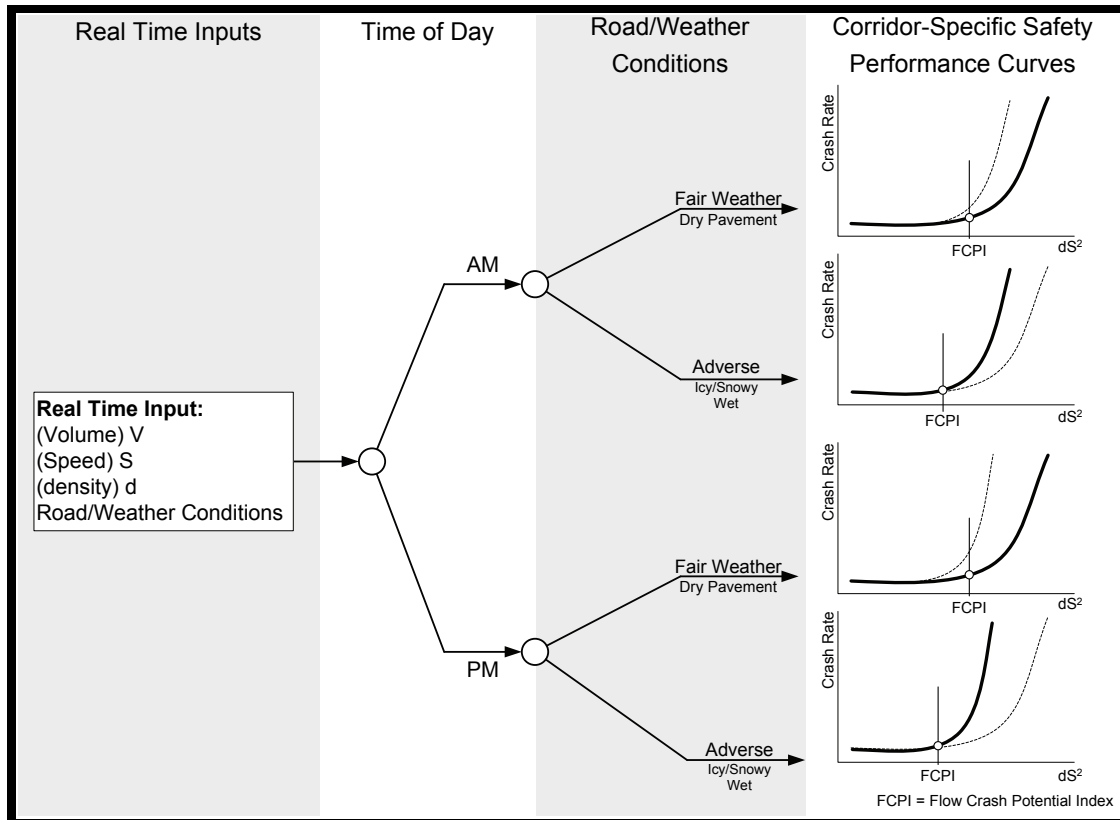 Real Time Inputs
Time of Day
Road/Weather
Conditions
Corridor-Specific Safety
Performance Curves
Real Time Input:
(Volume) V
(Speed) S
(density) d
Road/Weather Conditions
AM
PM
Fair Weather
Dry Pavement
Adverse
Icy/Snowy
Wet
Fair Weather
Dry Pavement
Adverse
Icy/Snowy
Wet
Crash Rate
FCPI
dS²
Crash Rate
FCPI
dS²
Crash Rate
FCPI
dS²
Crash Rate
FCPI
dS²
FCPI = Flow Crash Potential Index